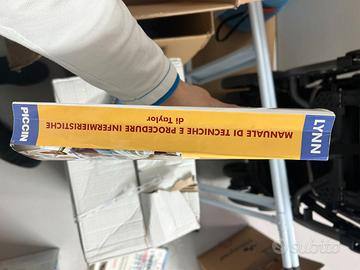 LYNN
MANUALE DI TECNICHE E PROCEDURE INFERMIERISTICHE
di Taylor
PICCIN
subito